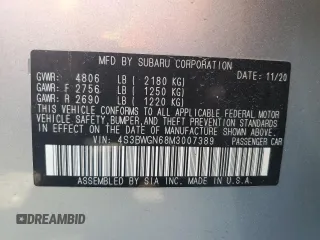 MFD BY SUBARU CORPORATION
GVWR: 4806 LB ( 2180 KG) DATE: 11/20
GAWR: F 2756 LB ( 1250 KG)
GAWR: R 2690 LB ( 1220 KG)
THIS VEHICLE CONFORMS TO ALL APPLICABLE FEDERAL MOTOR
VEHICLE SAFETY, BUMPER, AND THEFT PREVENTION STANDARDS
IN EFFECT ON THE DATE OF MANUFACTURE SHOWN ABOVE.
VIN: 4S3BWGN68M3007389 PASSENGER CAR
ASSEMBLED BY SIA INC. MADE IN U.S.A.
DREAMBID